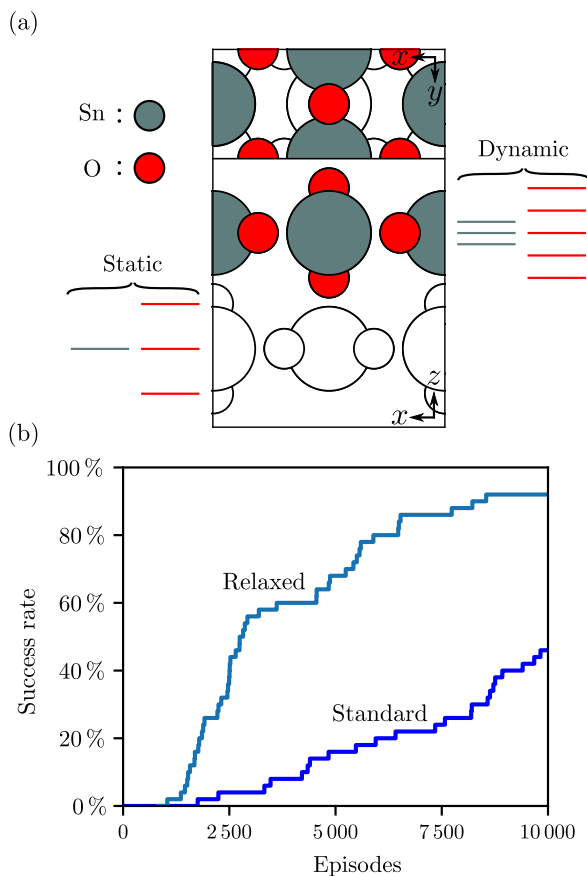 (a)
x
y
Sn :
O :
Dynamic
Static
z
x
(b)
100 %
80 %
60 %
40 %
20 %
0 %
Success rate
Relaxed
Standard
0
2 500
5 000
7 500
10 000
Episodes